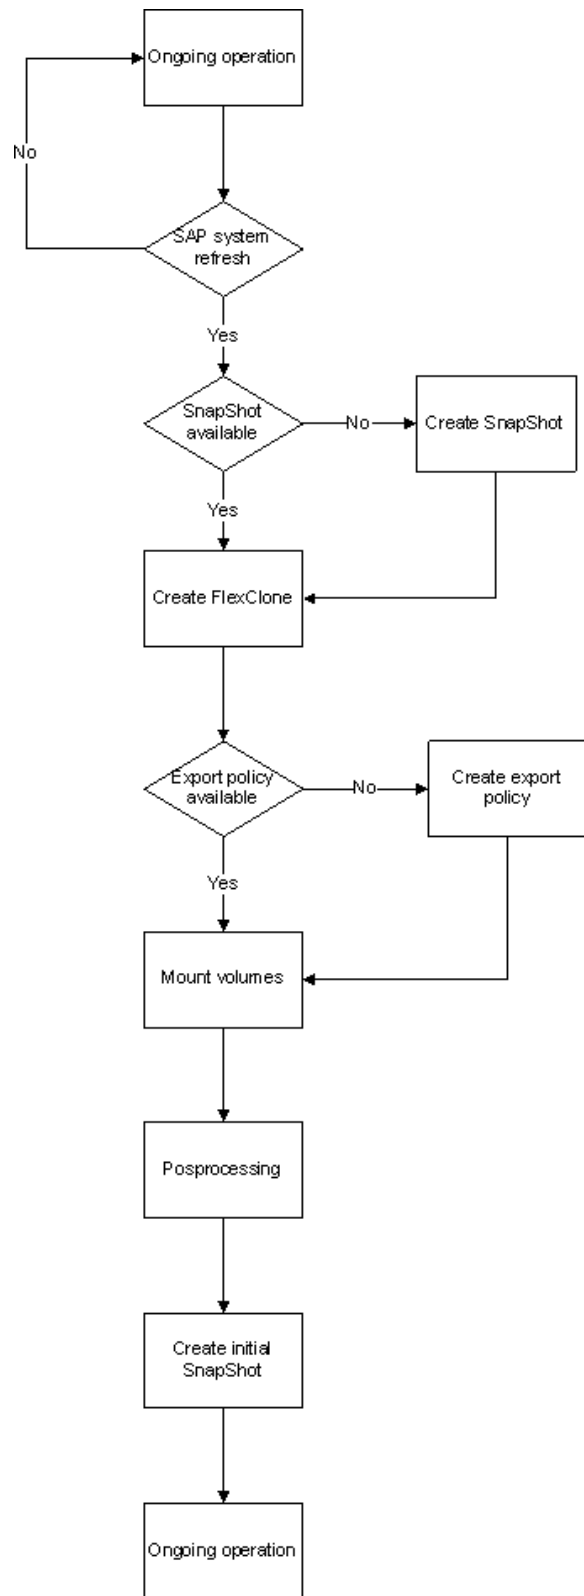 Ongoing operation
No
SAP system
refresh
Yes
SnapShot
available
No
Create SnapShot
Yes
Create FlexClone
Export policy
available
No
Create export
policy
Yes
Mount volumes
Posprocessing
Create initial
SnapShot
Ongoing operation